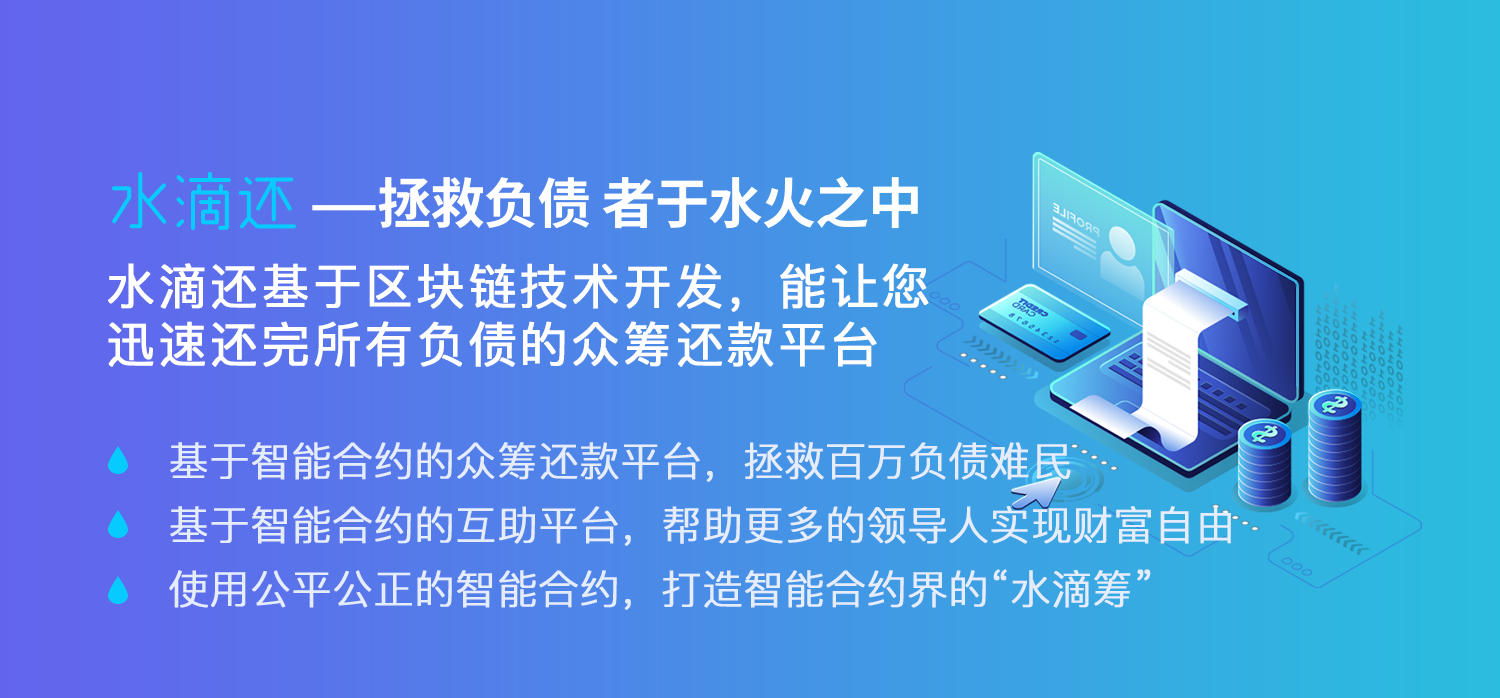 水滴还 —拯救负债 者于水火之中
水滴还基于区块链技术开发，能让您
迅速还完所有负债的众筹还款平台
PROFILE
CREDIT
CARD
基于智能合约的众筹还款平台，拯救百万负债难民
基于智能合约的互助平台，帮助更多的领导人实现财富自由
使用公平公正的智能合约，打造智能合约界的“水滴筹”